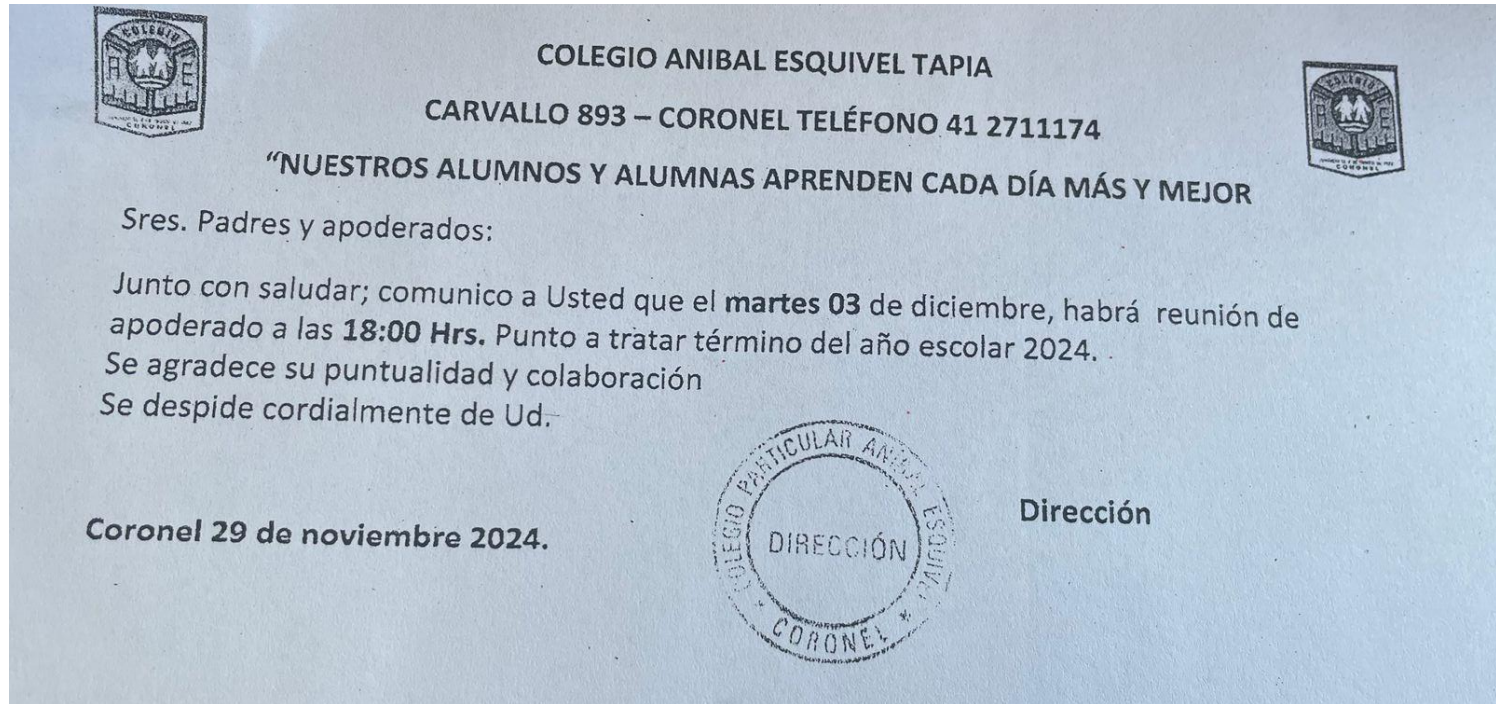 COLEGIO
CORONEL
COLEGIO ANIBAL ESQUIVEL TAPIA
CARVALLO 893 – CORONEL TELÉFONO 41 2711174
“NUESTROS ALUMNOS Y ALUMNAS APRENDEN CADA DÍA MÁS Y MEJOR
COLEGIO
CORONEL
Sres. Padres y apoderados:
Junto con saludar; comunico a Usted que el martes 03 de diciembre, habrá reunión de
apoderado a las 18:00 Hrs. Punto a tratar término del año escolar 2024.
Se agradece su puntualidad y colaboración
Se despide cordialmente de Ud.
Coronel 29 de noviembre 2024.
COLEGIO PARTICULAR ANIBAL ESQUIVEL
DIRECCIÓN
* CORONEL *
Dirección